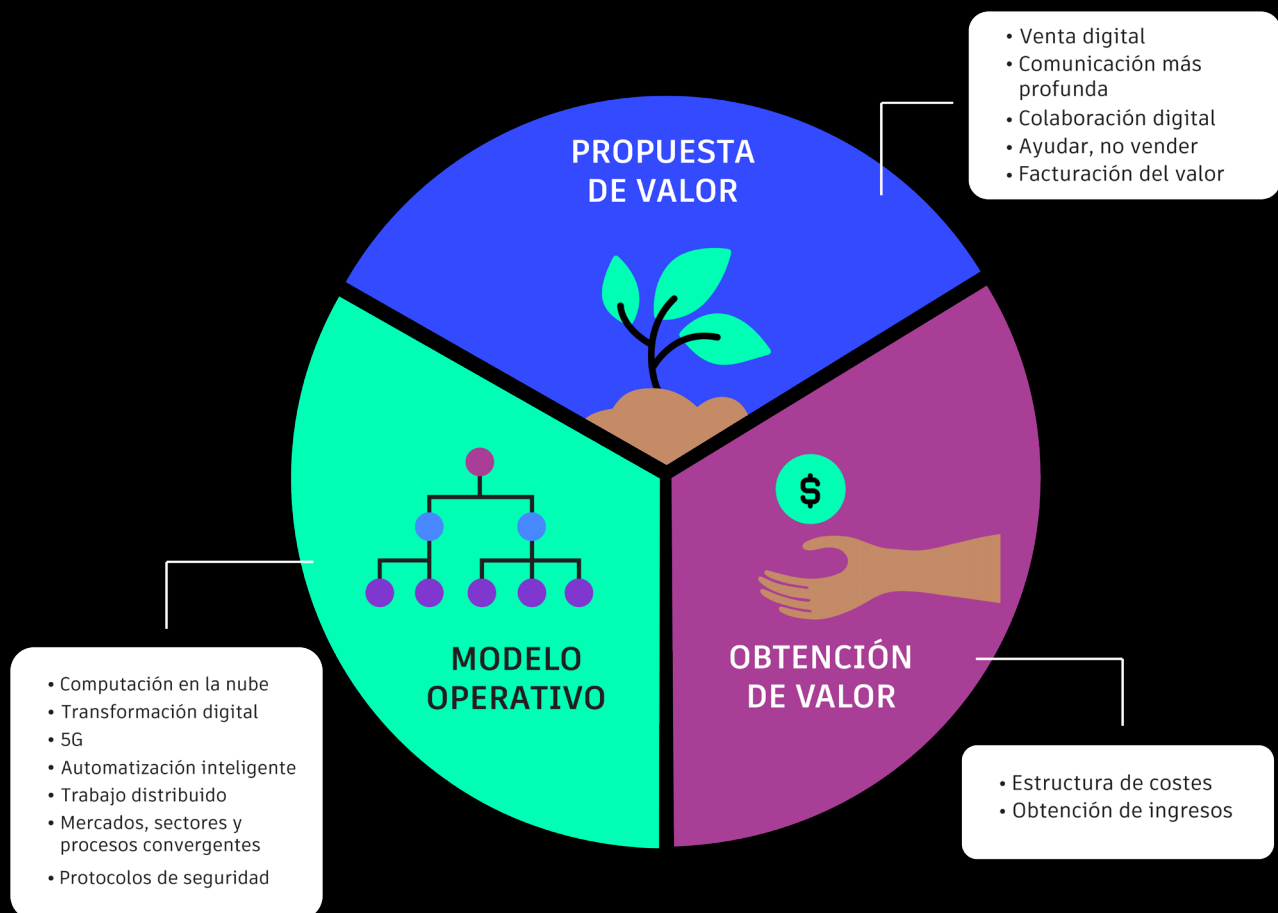 • Venta digital
• Comunicación más
profunda
• Colaboración digital
• Ayudar, no vender
• Facturación del valor
PROPUESTA
DE VALOR
$
MODELO
OPERATIVO
OBTENCIÓN
DE VALOR
• Computación en la nube
• Transformación digital
• 5G
• Automatización inteligente
• Trabajo distribuido
• Mercados, sectores y
procesos convergentes
• Protocolos de seguridad
• Estructura de costes
• Obtención de ingresos